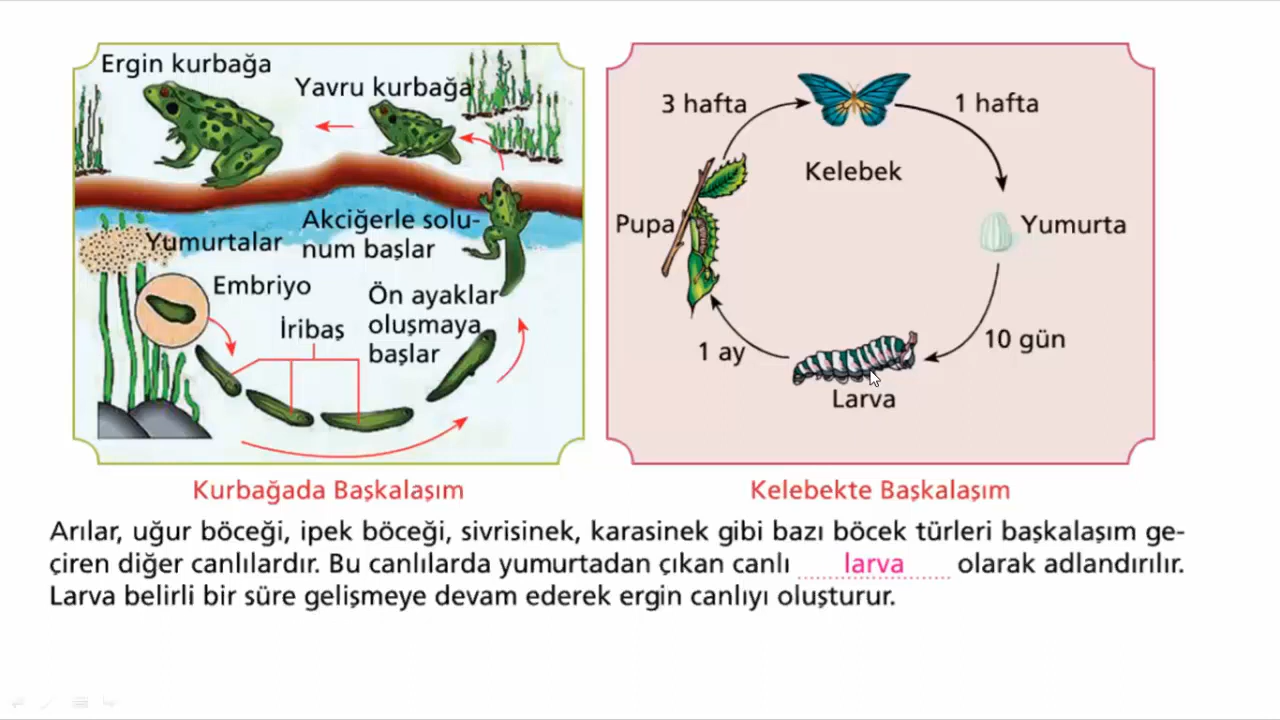 Ergin kurbağa
Yavru kurbağa
Akciğerle solu-
num başlar
Yumurtalar
Embriyo
İribaş
Ön ayaklar
oluşmaya
başlar
3 hafta
1 hafta
Kelebek
Pupa
Yumurta
1 ay
10 gün
Larva
Kurbağada Başkalaşım
Kelebekte Başkalaşım
Arılar, uğur böceği, ipek böceği, sivrisinek, karasinek gibi bazı böcek türleri başkalaşım ge-
çiren diğer canlılardır. Bu canlılarda yumurtadan çıkan canlı larva olarak adlandırılır.
Larva belirli bir süre gelişmeye devam ederek ergin canlıyı oluşturur.